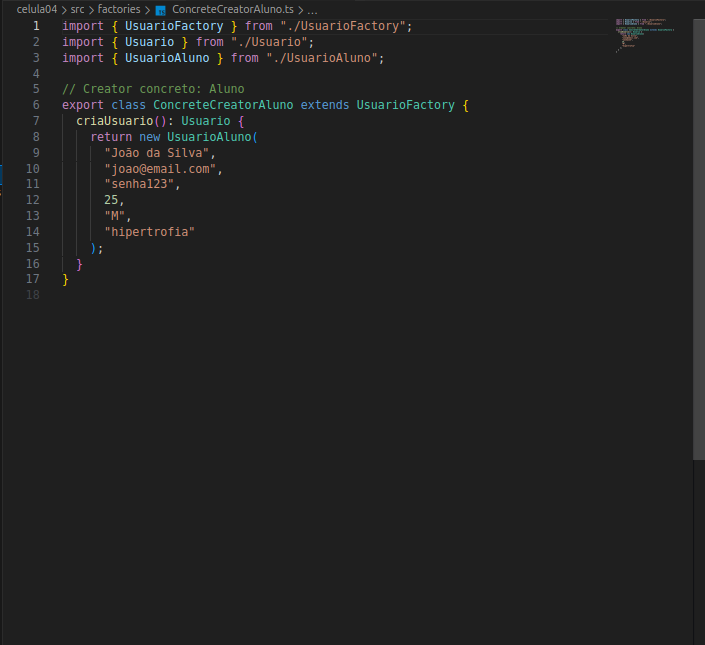 celula04 > src > factories > ConcreteCreatorAluno.ts > ...
1 import { UsuarioFactory } from "./UsuarioFactory";
2 import { Usuario } from "./Usuario";
3 import { UsuarioAluno } from "./UsuarioAluno";
4
5 // Creator concreto: Aluno
6 export class ConcreteCreatorAluno extends UsuarioFactory {
7 criaUsuario(): Usuario {
8 return new UsuarioAluno(
9 "João da Silva",
10 "joao@email.com",
11 "senha123",
12 25,
13 "M",
14 "hipertrofia"
15 );
16 }
17 }
18